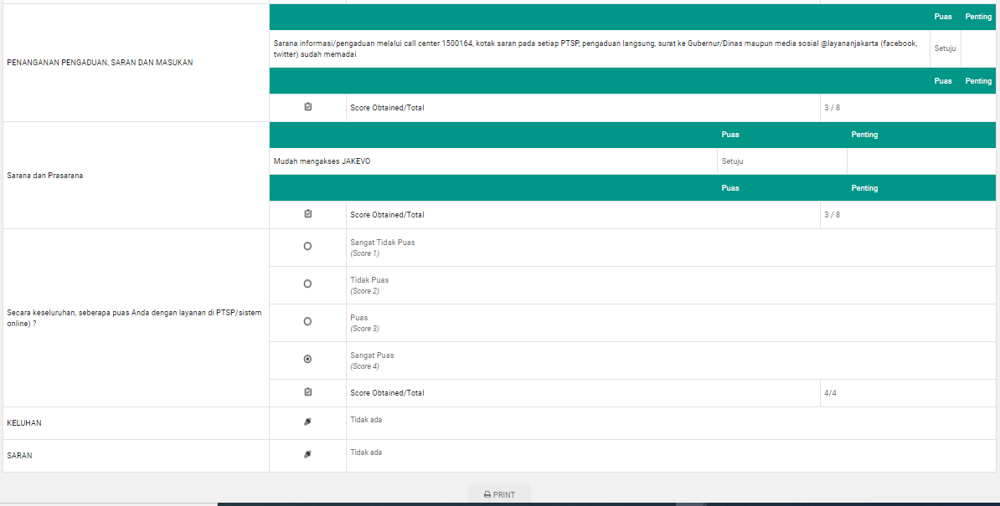 Puas Penting
PENANGANAN PENGADUAN, SARAN DAN MASUKAN
Sarana informasi/pengaduan melalui call center 1500164, kotak saran pada setiap PTSP, pengaduan langsung, surat ke Gubernur/Dinas maupun media sosial @layananjakarta (facebook,
twitter) sudah memadai
Setuju
Puas Penting
Score Obtained/Total 3 / 8
Sarana dan Prasarana
Puas Penting
Mudah mengakses JAKEVO Setuju
Puas Penting
Score Obtained/Total 3 / 8
Secara keseluruhan, seberapa puas Anda dengan layanan di PTSP/sistem
online) ?
Sangat Tidak Puas
(Score 1)
Tidak Puas
(Score 2)
Puas
(Score 3)
Sangat Puas
(Score 4)
Score Obtained/Total 4/4
KELUHAN Tidak ada
SARAN Tidak ada
PRINT